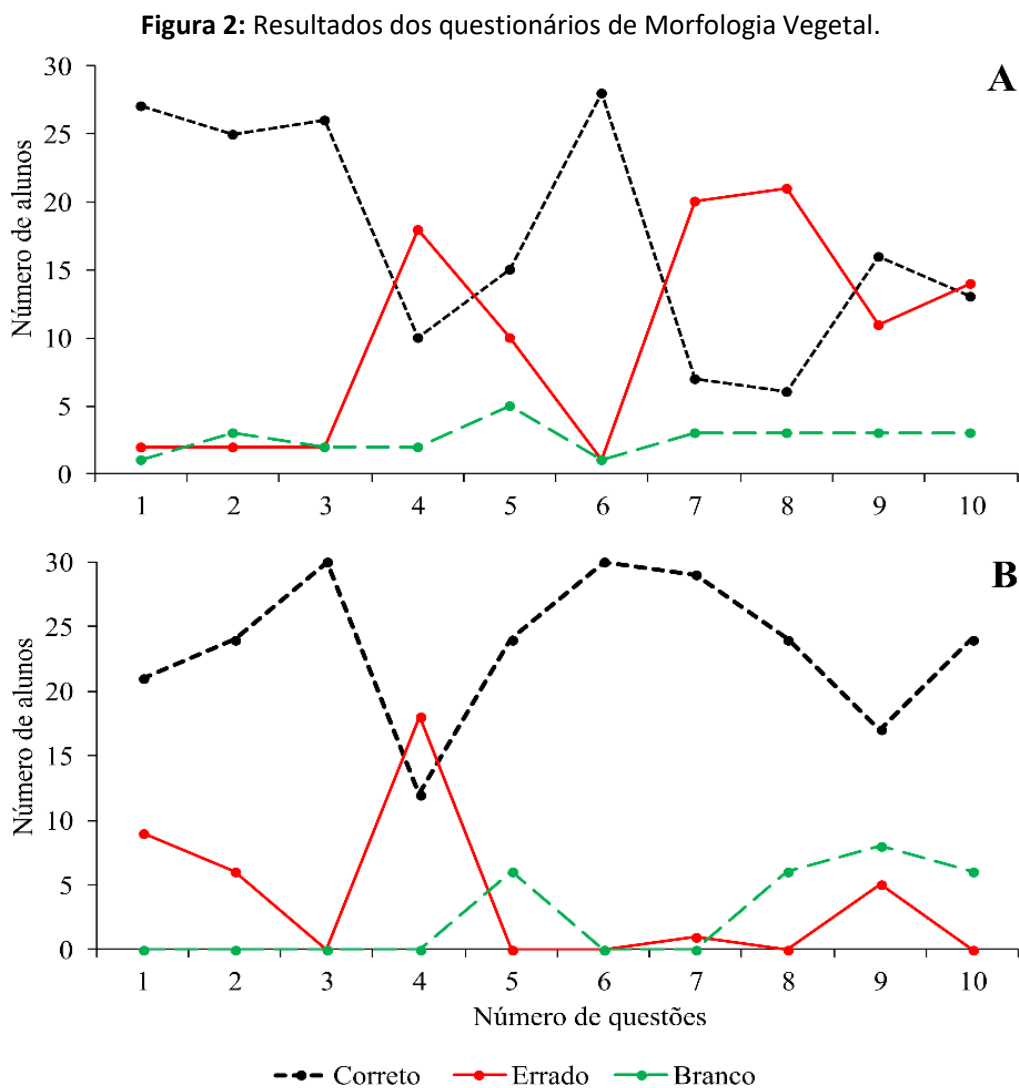 Figura 2: Resultados dos questionários de Morfologia Vegetal.
A
Número de alunos
30
25
20
15
10
5
0
1 2 3 4 5 6 7 8 9 10
B
Número de alunos
30
25
20
15
10
5
0
1 2 3 4 5 6 7 8 9 10
Número de questões
Correto Errado Branco